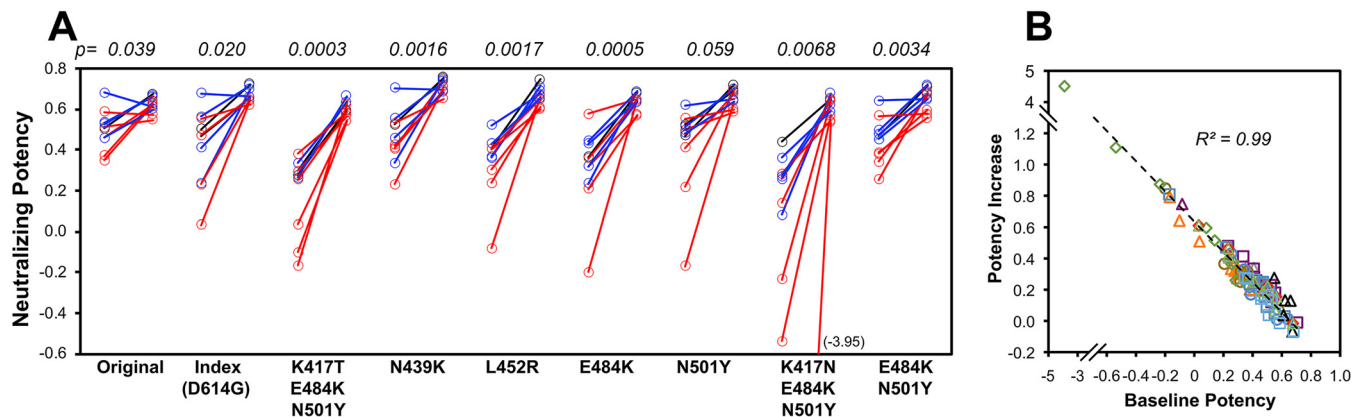 A
p= 0.039 0.020 0.0003 0.0016 0.0017 0.0005 0.059 0.0068 0.0034
Neutralizing Potency
0.8
0.6
0.4
0.2
0.0
-0.2
-0.4
-0.6
(-3.95)
Original
Index
(D614G)
K417T
E484K
N501Y
N439K
L452R
E484K
N501Y
K417N
E484K
N501Y
E484K
N501Y
B
Potency Increase
5
4
1.2
1.0
0.8
0.6
0.4
0.2
0.0
-0.2
R² = 0.99
-5 -3 -0.6 -0.2 0 0.2 0.4 0.6 0.8 1.0
Baseline Potency